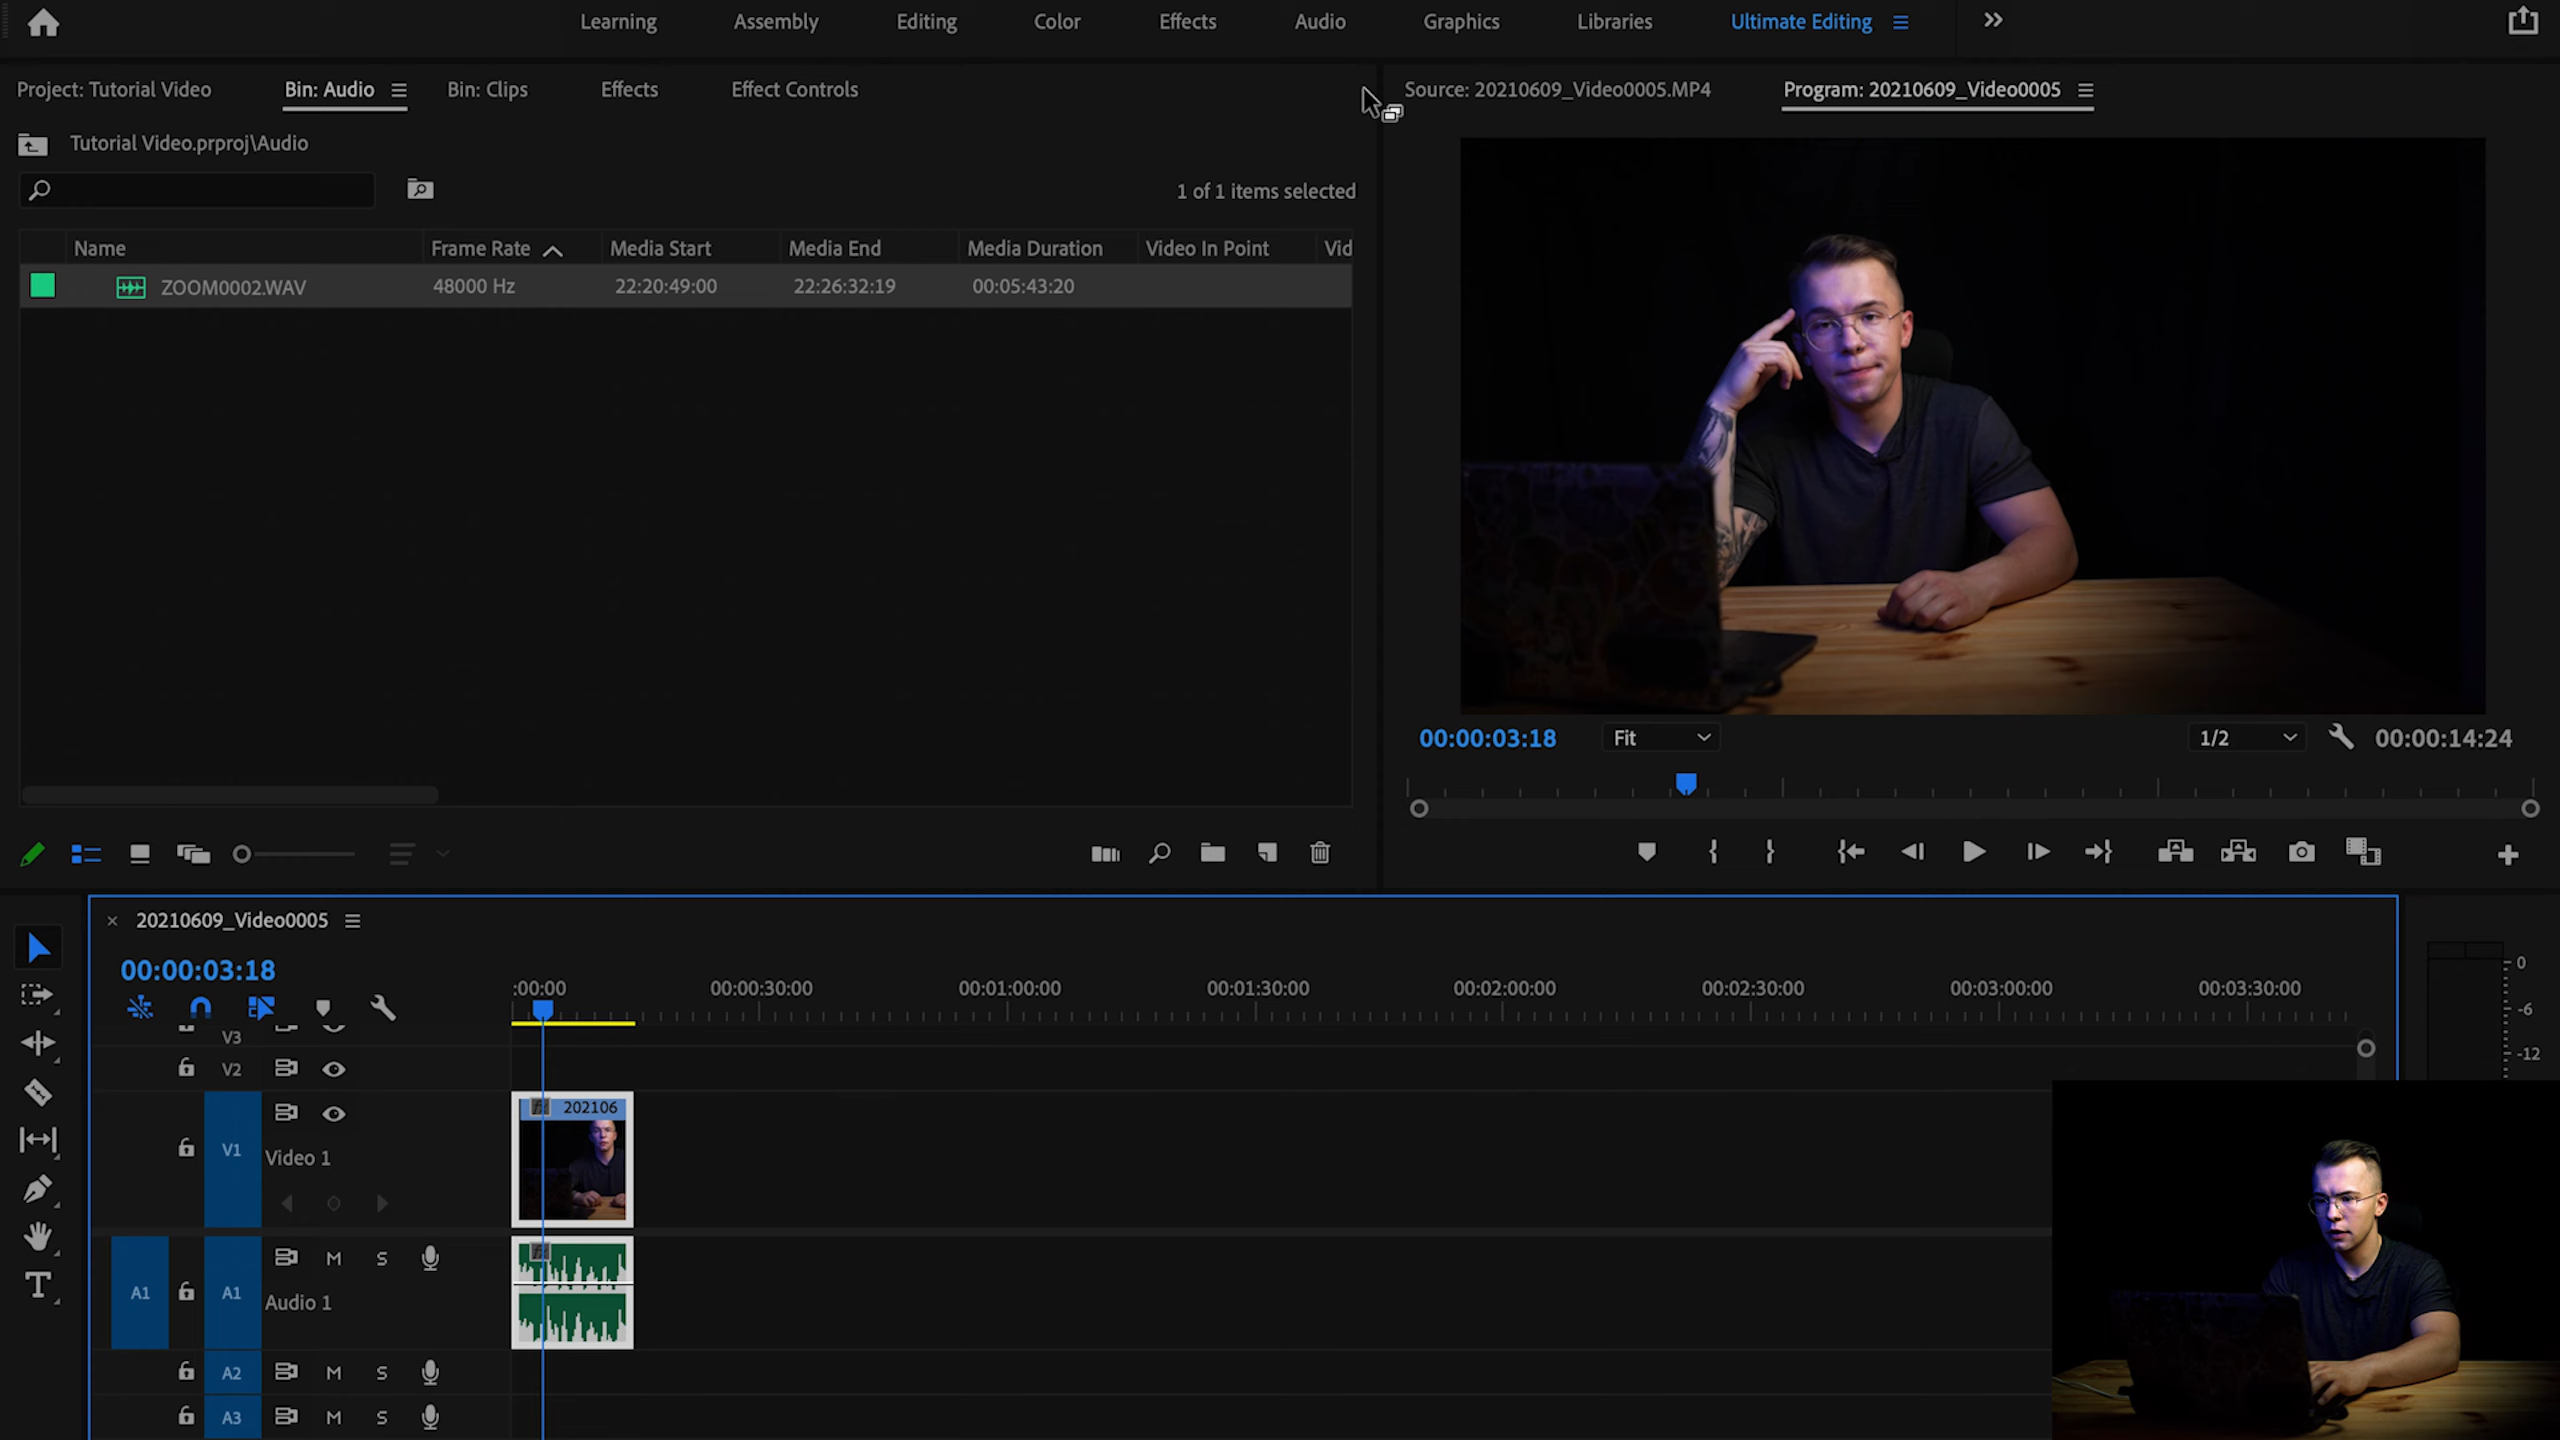 Learning Assembly Editing Color Effects Audio Graphics Libraries Ultimate Editing
Project: Tutorial Video Bin: Audio Bin: Clips Effects Effect Controls
Source: 20210609_Video0005.MP4 Program: 20210609_Video0005
Tutorial Video.prproj\Audio
1 of 1 items selected
Name Frame Rate Media Start Media End Media Duration Video In Point Vid
ZOOM0002.WAV 48000 Hz 22:20:49:00 22:26:32:19 00:05:43:20
00:00:03:18 Fit 1/2 00:00:14:24
× 20210609_Video0005
00:00:03:18
:00:00 00:00:30:00 00:01:00:00 00:01:30:00 00:02:00:00 00:02:30:00 00:03:00:00 00:03:30:00
0
-6
-12
V3
V2
202106
V1 Video 1
A1 A1 M S
Audio 1
A2 M S
A3 M S
fx
fx